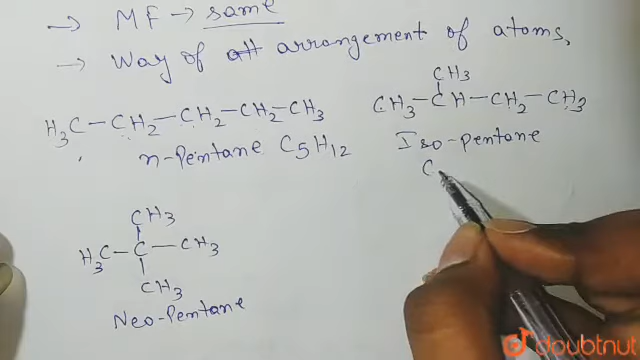 → MF → same
→ Way of arrangement of atoms,
CH3
H3C-CH2-CH2-CH2-CH3
CH3-CH-CH2-CH3
n-Pentane C5H12
Iso-pentane
C
CH3
H3C-C-CH3
CH3
Neo-Pentane
doubtnut